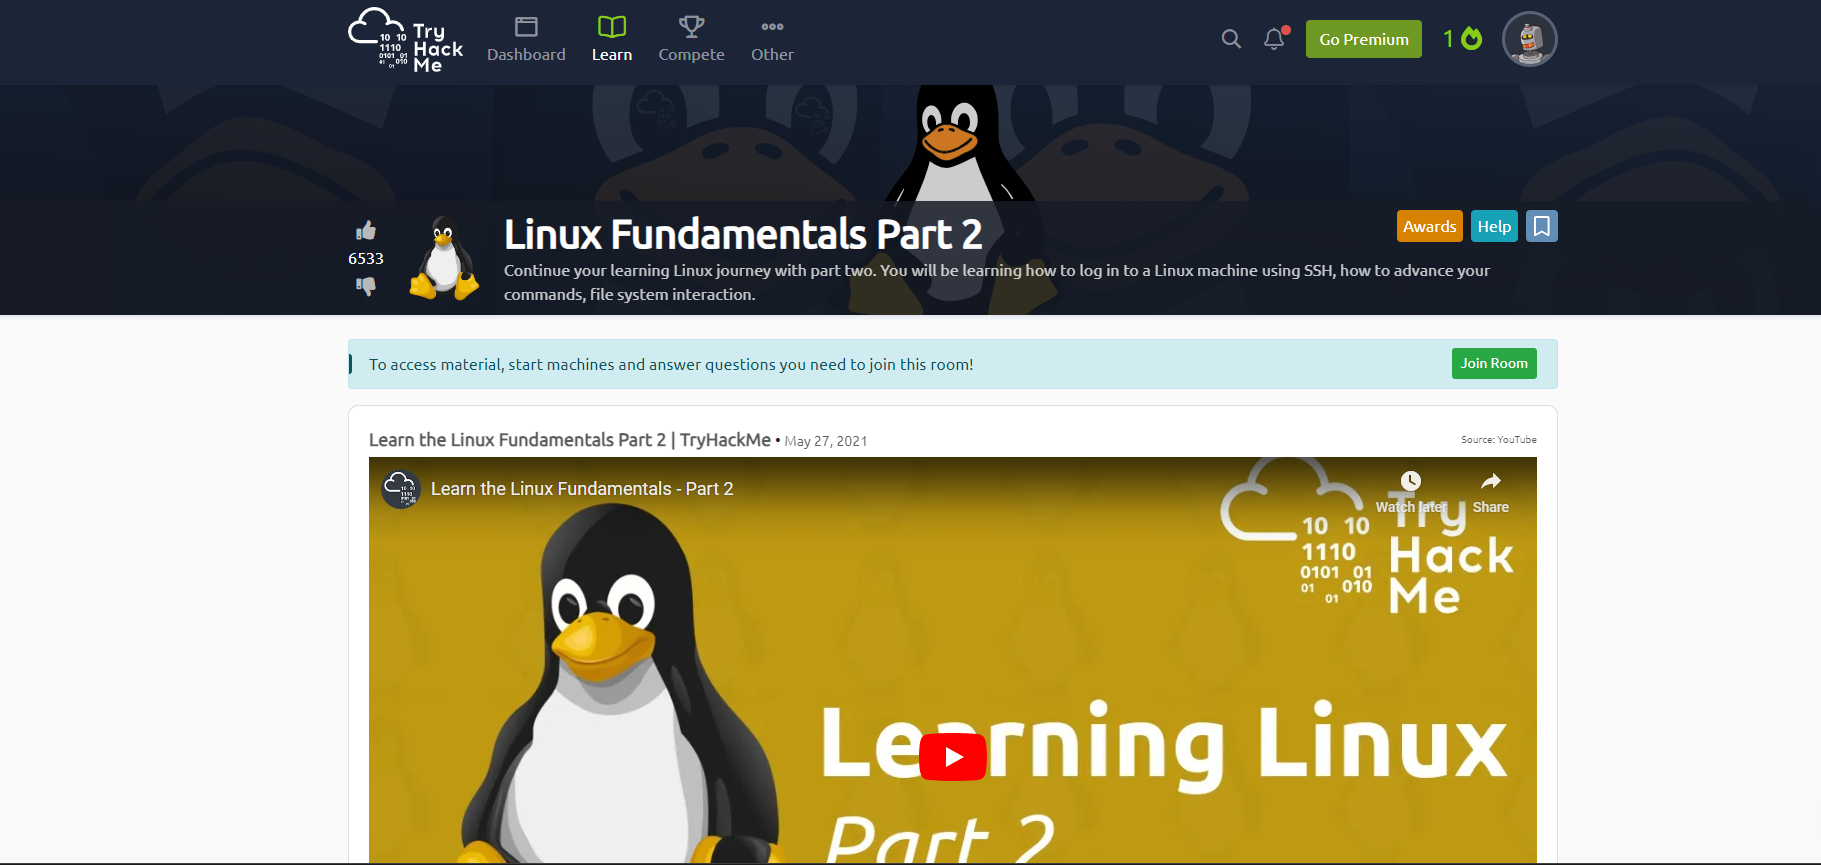 Try
Hack
Me
10 10
1110
0101 01
01 010
01
Dashboard
Learn
Compete
Other
Go Premium
1
6533
Linux Fundamentals Part 2
Continue your learning Linux journey with part two. You will be learning how to log in to a Linux machine using SSH, how to advance your
commands, file system interaction.
Awards
Help
To access material, start machines and answer questions you need to join this room!
Join Room
Learn the Linux Fundamentals Part 2 | TryHackMe • May 27, 2021
Source: YouTube
10 10
1110
Learn the Linux Fundamentals - Part 2
Watch later
Share
Try
Hack
Me
10 10
1110
0101 01
01 010
01
Learning Linux
Part 2